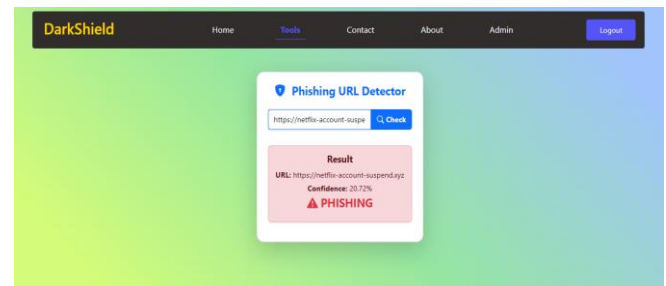 DarkShield Home Tools Contact About Admin Logout
Phishing URL Detector
https://netflix-account-suspe Check
Result
URL: https://netflix-account-suspend.xyz
Confidence: 20.72%
PHISHING